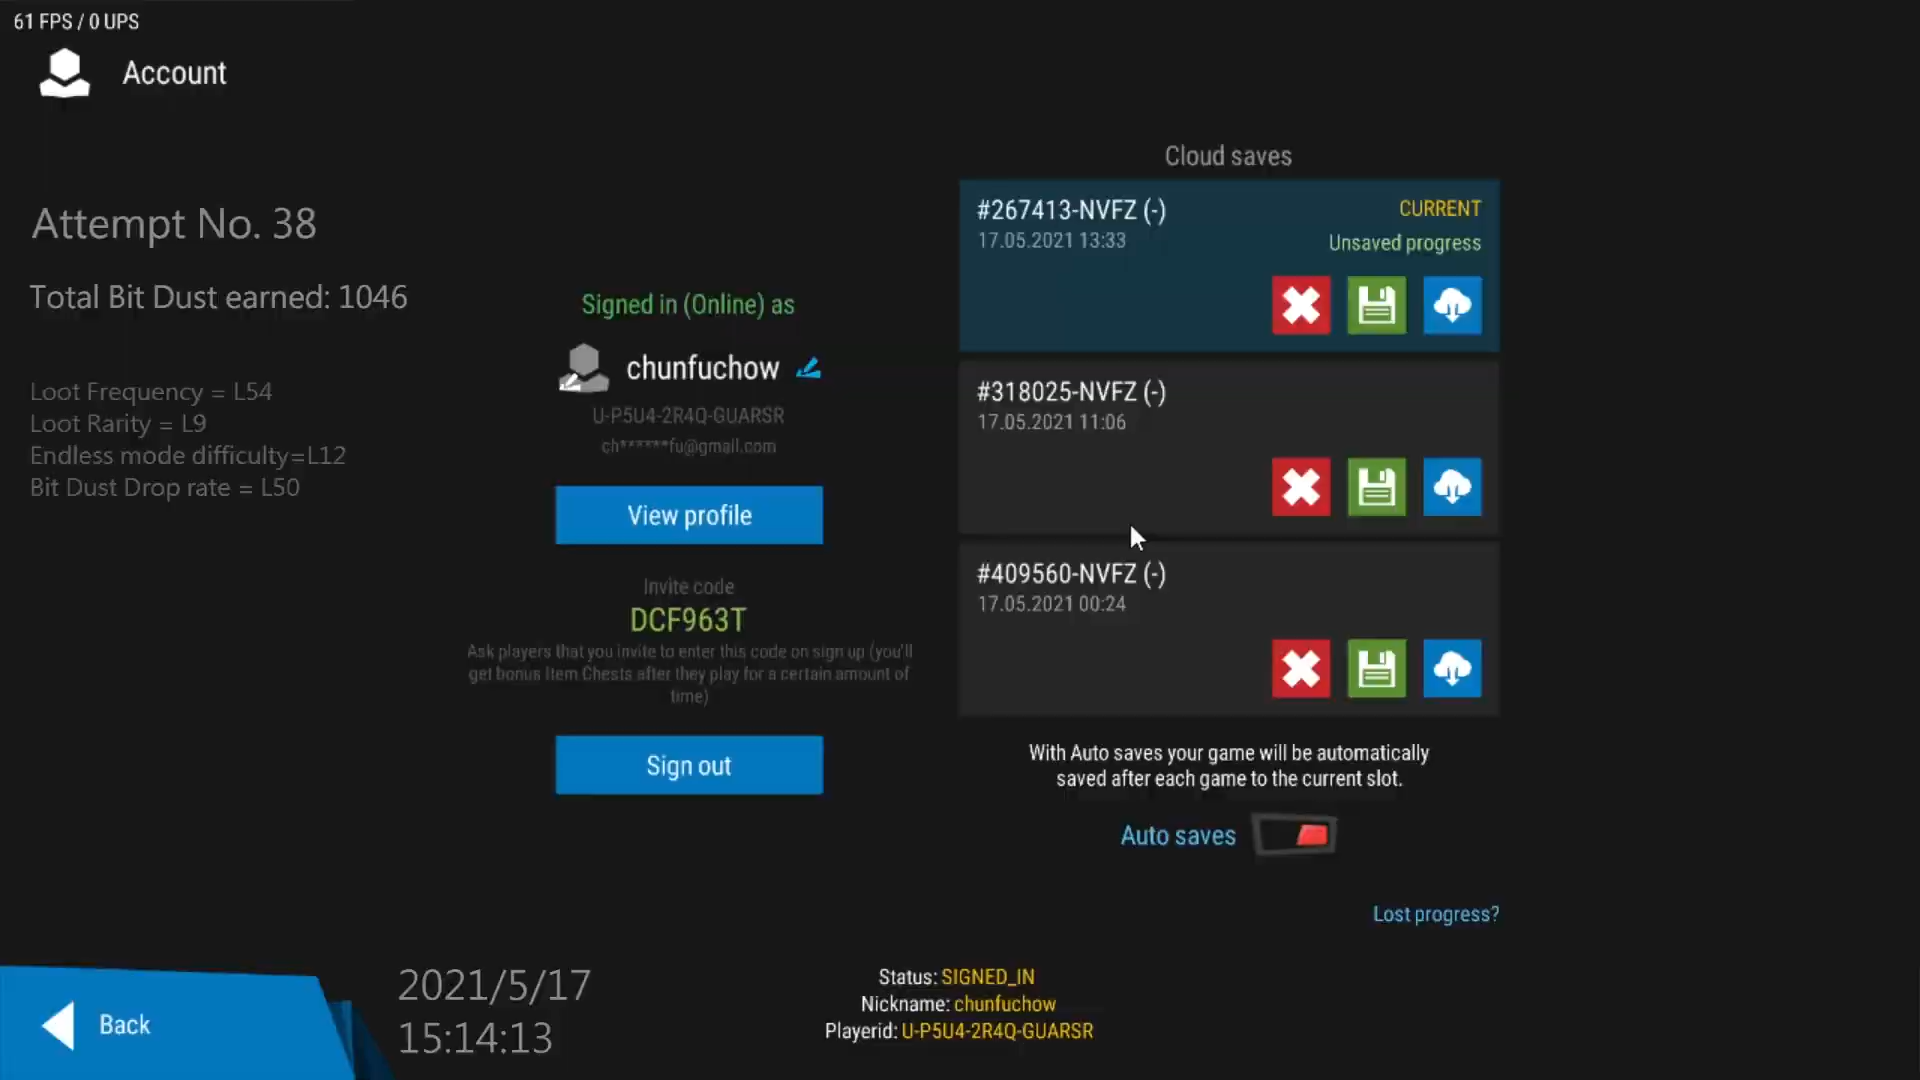 61 FPS / 0 UPS
Account
Attempt No. 38
Total Bit Dust earned: 1046
Loot Frequency = L54
Loot Rarity = L9
Endless mode difficulty=L12
Bit Dust Drop rate = L50
Signed in (Online) as
chunfuchow
U-P5U4-2R4Q-GUARSR
ch******fu@gmail.com
View profile
Invite code
DCF963T
Ask players that you invite to enter this code on sign up (you'll
get bonus Item Chests after they play for a certain amount of
time)
Sign out
Cloud saves
#267413-NVFZ (-)
CURRENT
17.05.2021 13:33
Unsaved progress
#318025-NVFZ (-)
17.05.2021 11:06
#409560-NVFZ (-)
17.05.2021 00:24
With Auto saves your game will be automatically
saved after each game to the current slot.
Auto saves
Lost progress?
Back
2021/5/17
15:14:13
Status: SIGNED_IN
Nickname: chunfuchow
Playerid: U-P5U4-2R4Q-GUARSR